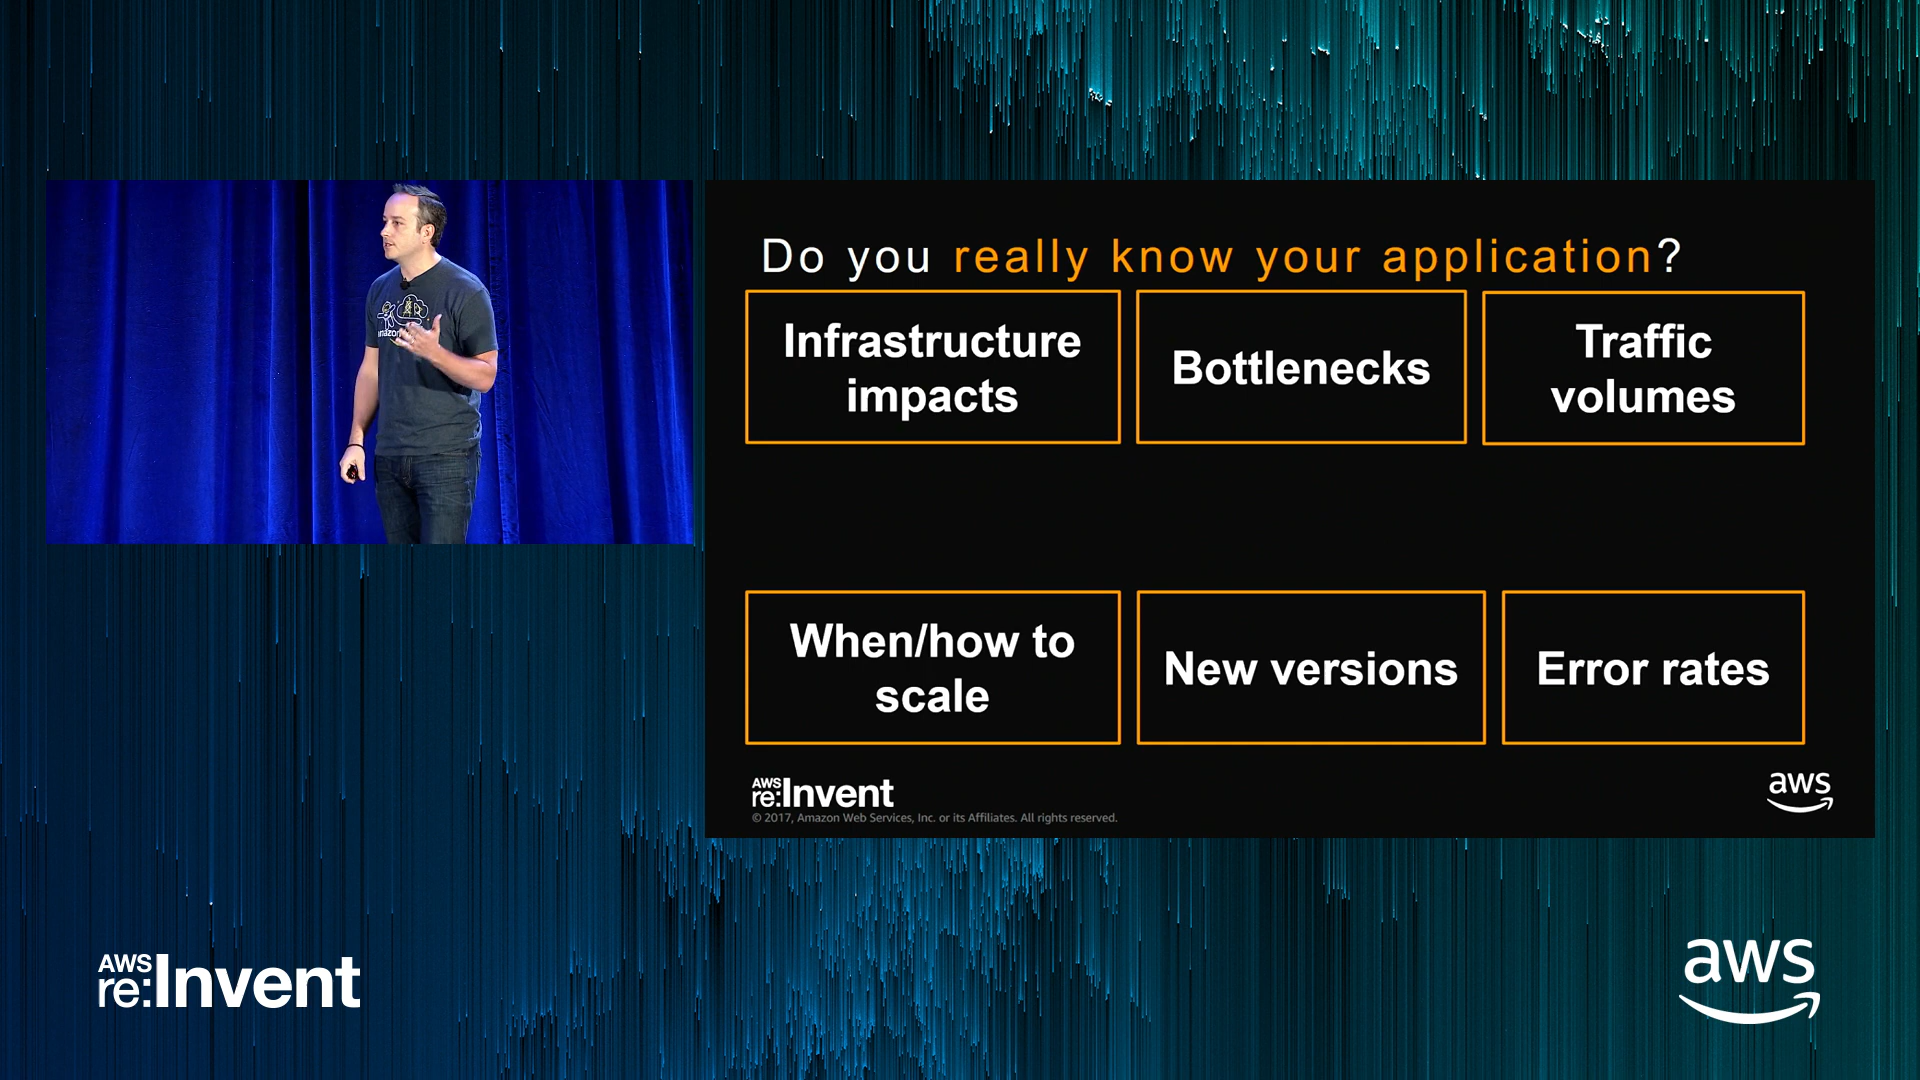 amazon
Do you really know your application?
Infrastructure
impacts
Bottlenecks
Traffic
volumes
When/how to
scale
New versions
Error rates
AWS
re:Invent
© 2017, Amazon Web Services, Inc. or its Affiliates. All rights reserved.
aws
AWS
re:Invent
aws